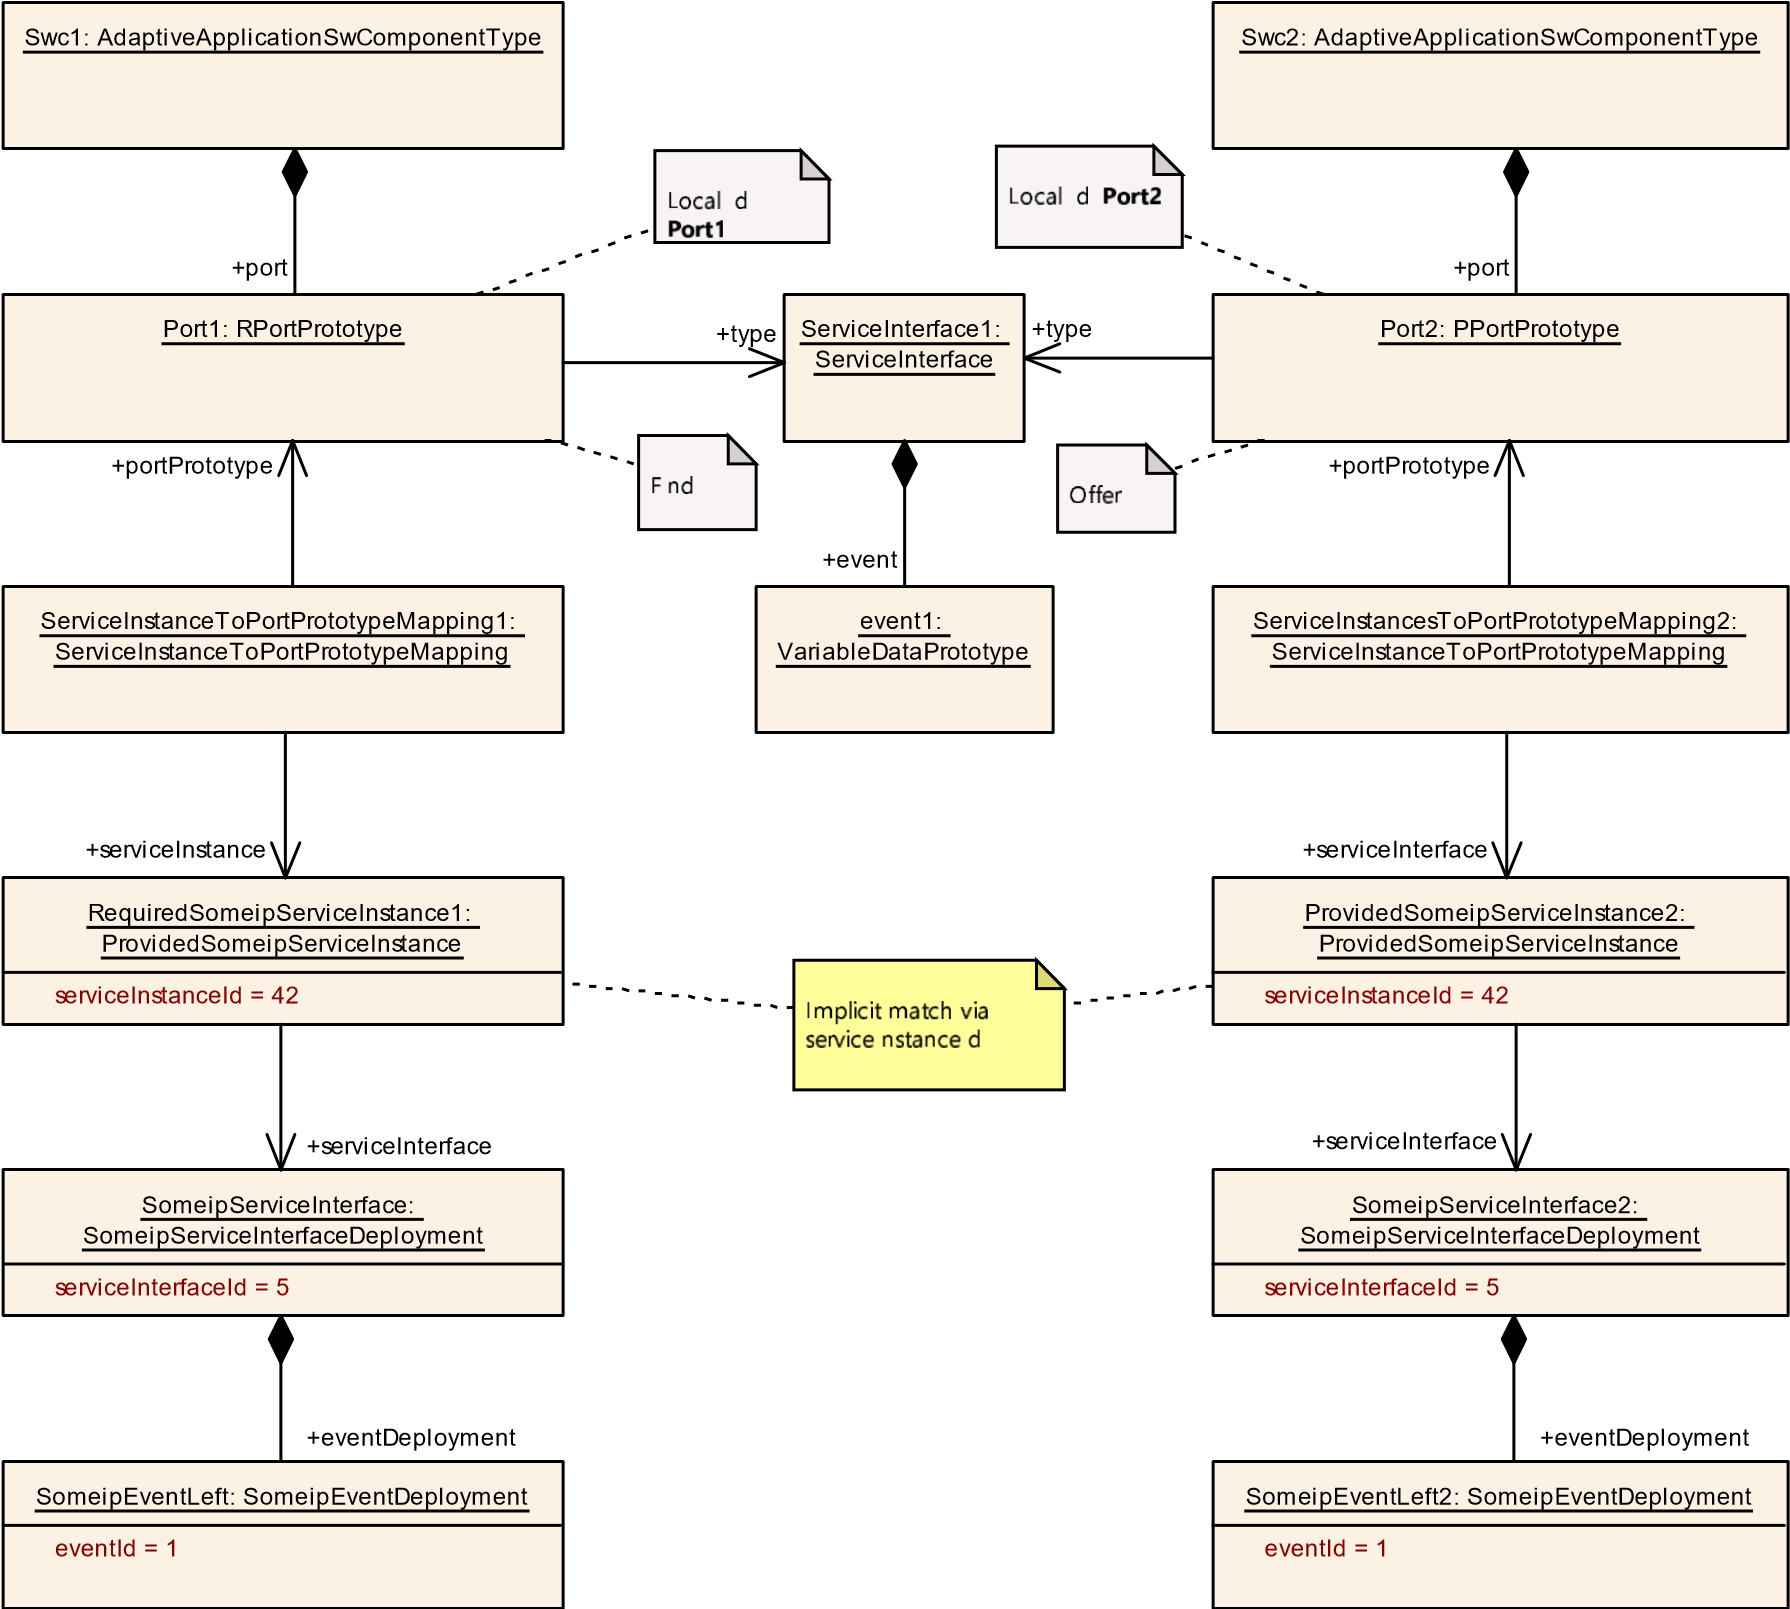 Swc1: AdaptiveApplicationSwComponentType
Swc2: AdaptiveApplicationSwComponentType
Local d
Port1
Local d Port2
+port
+port
Port1: RPortPrototype
+type
ServiceInterface1:
ServiceInterface
+type
Port2: PPortPrototype
+portPrototype
F nd
Offer
+portPrototype
+event
ServiceInstanceToPortPrototypeMapping1:
ServiceInstanceToPortPrototypeMapping
event1:
VariableDataPrototype
ServiceInstancesToPortPrototypeMapping2:
ServiceInstanceToPortPrototypeMapping
+serviceInstance
+serviceInterface
RequiredSomeipServiceInstance1:
ProvidedSomeipServiceInstance
serviceInstanceId = 42
Implicit match via
service nstance d
ProvidedSomeipServiceInstance2:
ProvidedSomeipServiceInstance
serviceInstanceId = 42
+serviceInterface
+serviceInterface
SomeipServiceInterface:
SomeipServiceInterfaceDeployment
serviceInterfaceId = 5
SomeipServiceInterface2:
SomeipServiceInterfaceDeployment
serviceInterfaceId = 5
+eventDeployment
+eventDeployment
SomeipEventLeft: SomeipEventDeployment
eventId = 1
SomeipEventLeft2: SomeipEventDeployment
eventId = 1